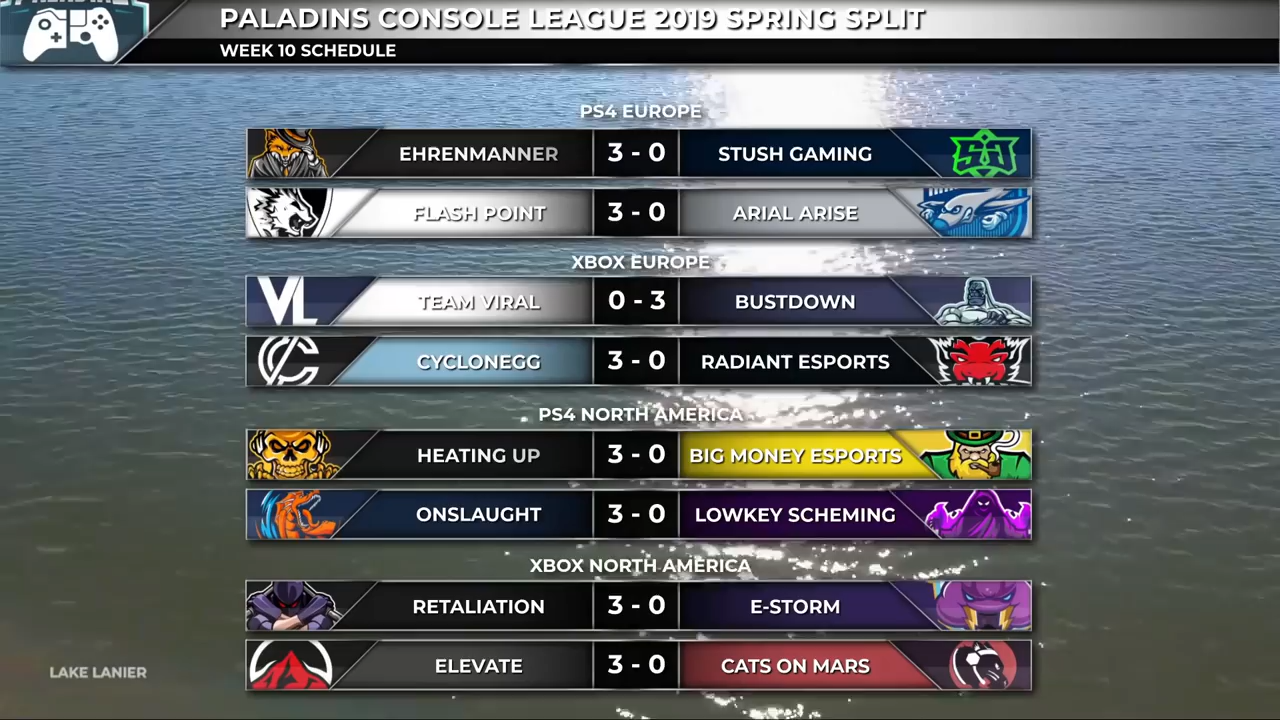 PALADINS
PALADINS CONSOLE LEAGUE 2019 SPRING SPLIT
WEEK 10 SCHEDULE
PS4 EUROPE
EHRENMANNER 3 - 0 STUSH GAMING
FLASH POINT 3 - 0 ARIAL ARISE
XBOX EUROPE
VL TEAM VIRAL 0 - 3 BUSTDOWN
CYCLONEGG 3 - 0 RADIANT ESPORTS
PS4 NORTH AMERICA
HEATING UP 3 - 0 BIG MONEY ESPORTS
ONSLAUGHT 3 - 0 LOWKEY SCHEMING
XBOX NORTH AMERICA
RETALIATION 3 - 0 E-STORM
ELEVATE 3 - 0 CATS ON MARS
LAKE LANIER